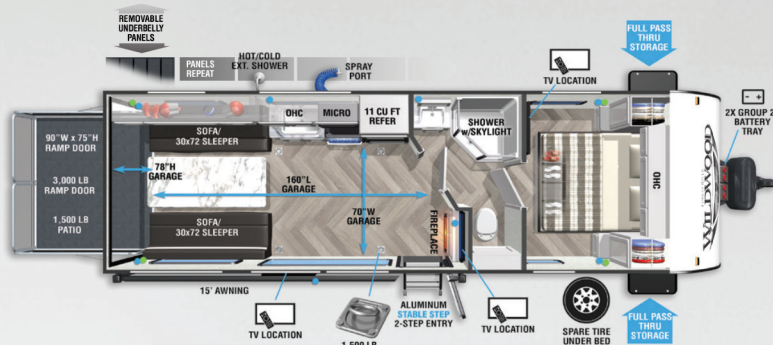 REMOVABLE
UNDERBELLY
PANELS
PANELS
REPEAT
HOT/COLD
EXT. SHOWER
SPRAY
PORT
TV LOCATION
FULL PASS
THRU
STORAGE
- +
2X GROUP 2
BATTERY
TRAY
90"W x 75"H
RAMP DOOR
3,000 LB
RAMP DOOR
1,500 LB
PATIO
78"H
GARAGE
SOFA/
30x72 SLEEPER
OHC
MICRO
11 CU FT
REFER
SHOWER
w/SKYLIGHT
160"L
GARAGE
70"W
GARAGE
FIREPLACE
OHC
WILDWOOD
SOFA/
30x72 SLEEPER
15' AWNING
TV LOCATION
1,500 LB
ALUMINUM
STABLE STEP
2-STEP ENTRY
TV LOCATION
SPARE TIRE
UNDER BED
FULL PASS
THRU
STORAGE